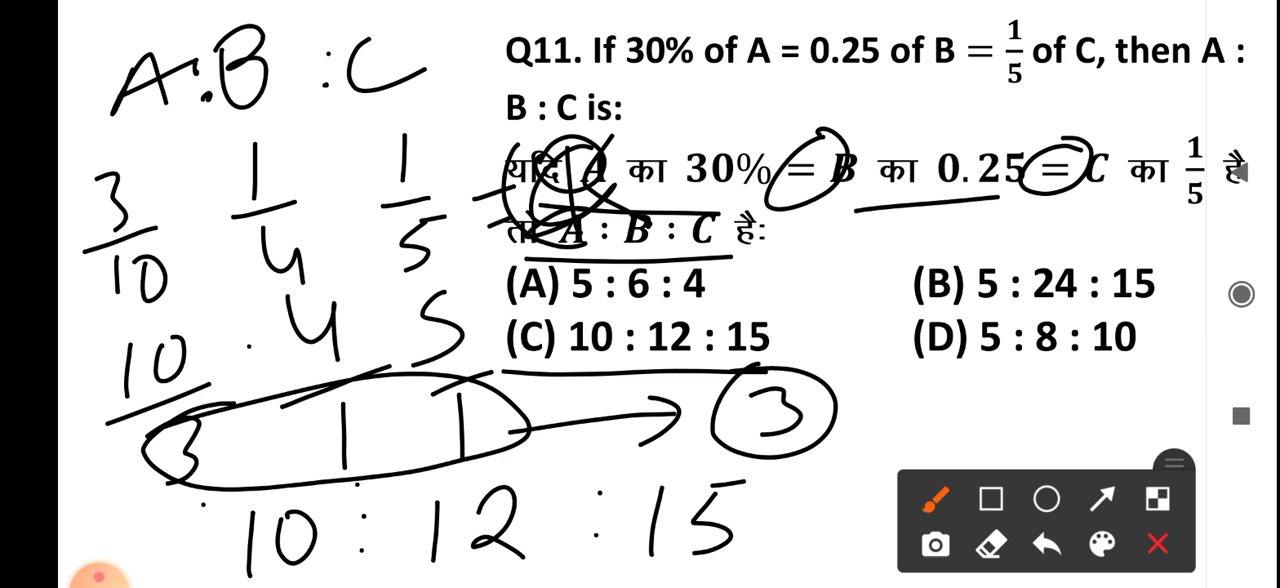 A : B : C
Q11. If 30% of A = 0.25 of B = 1/5 of C, then A :
B : C is:
यदि A का 30% = B का 0.25 = C का 1/5 है
तो A : B : C है:
(A) 5 : 6 : 4
(B) 5 : 24 : 15
(C) 10 : 12 : 15
(D) 5 : 8 : 10
3/10 1/4 1/5
10/3 4/1 5/1 → 3
: 10 : 12 : 15